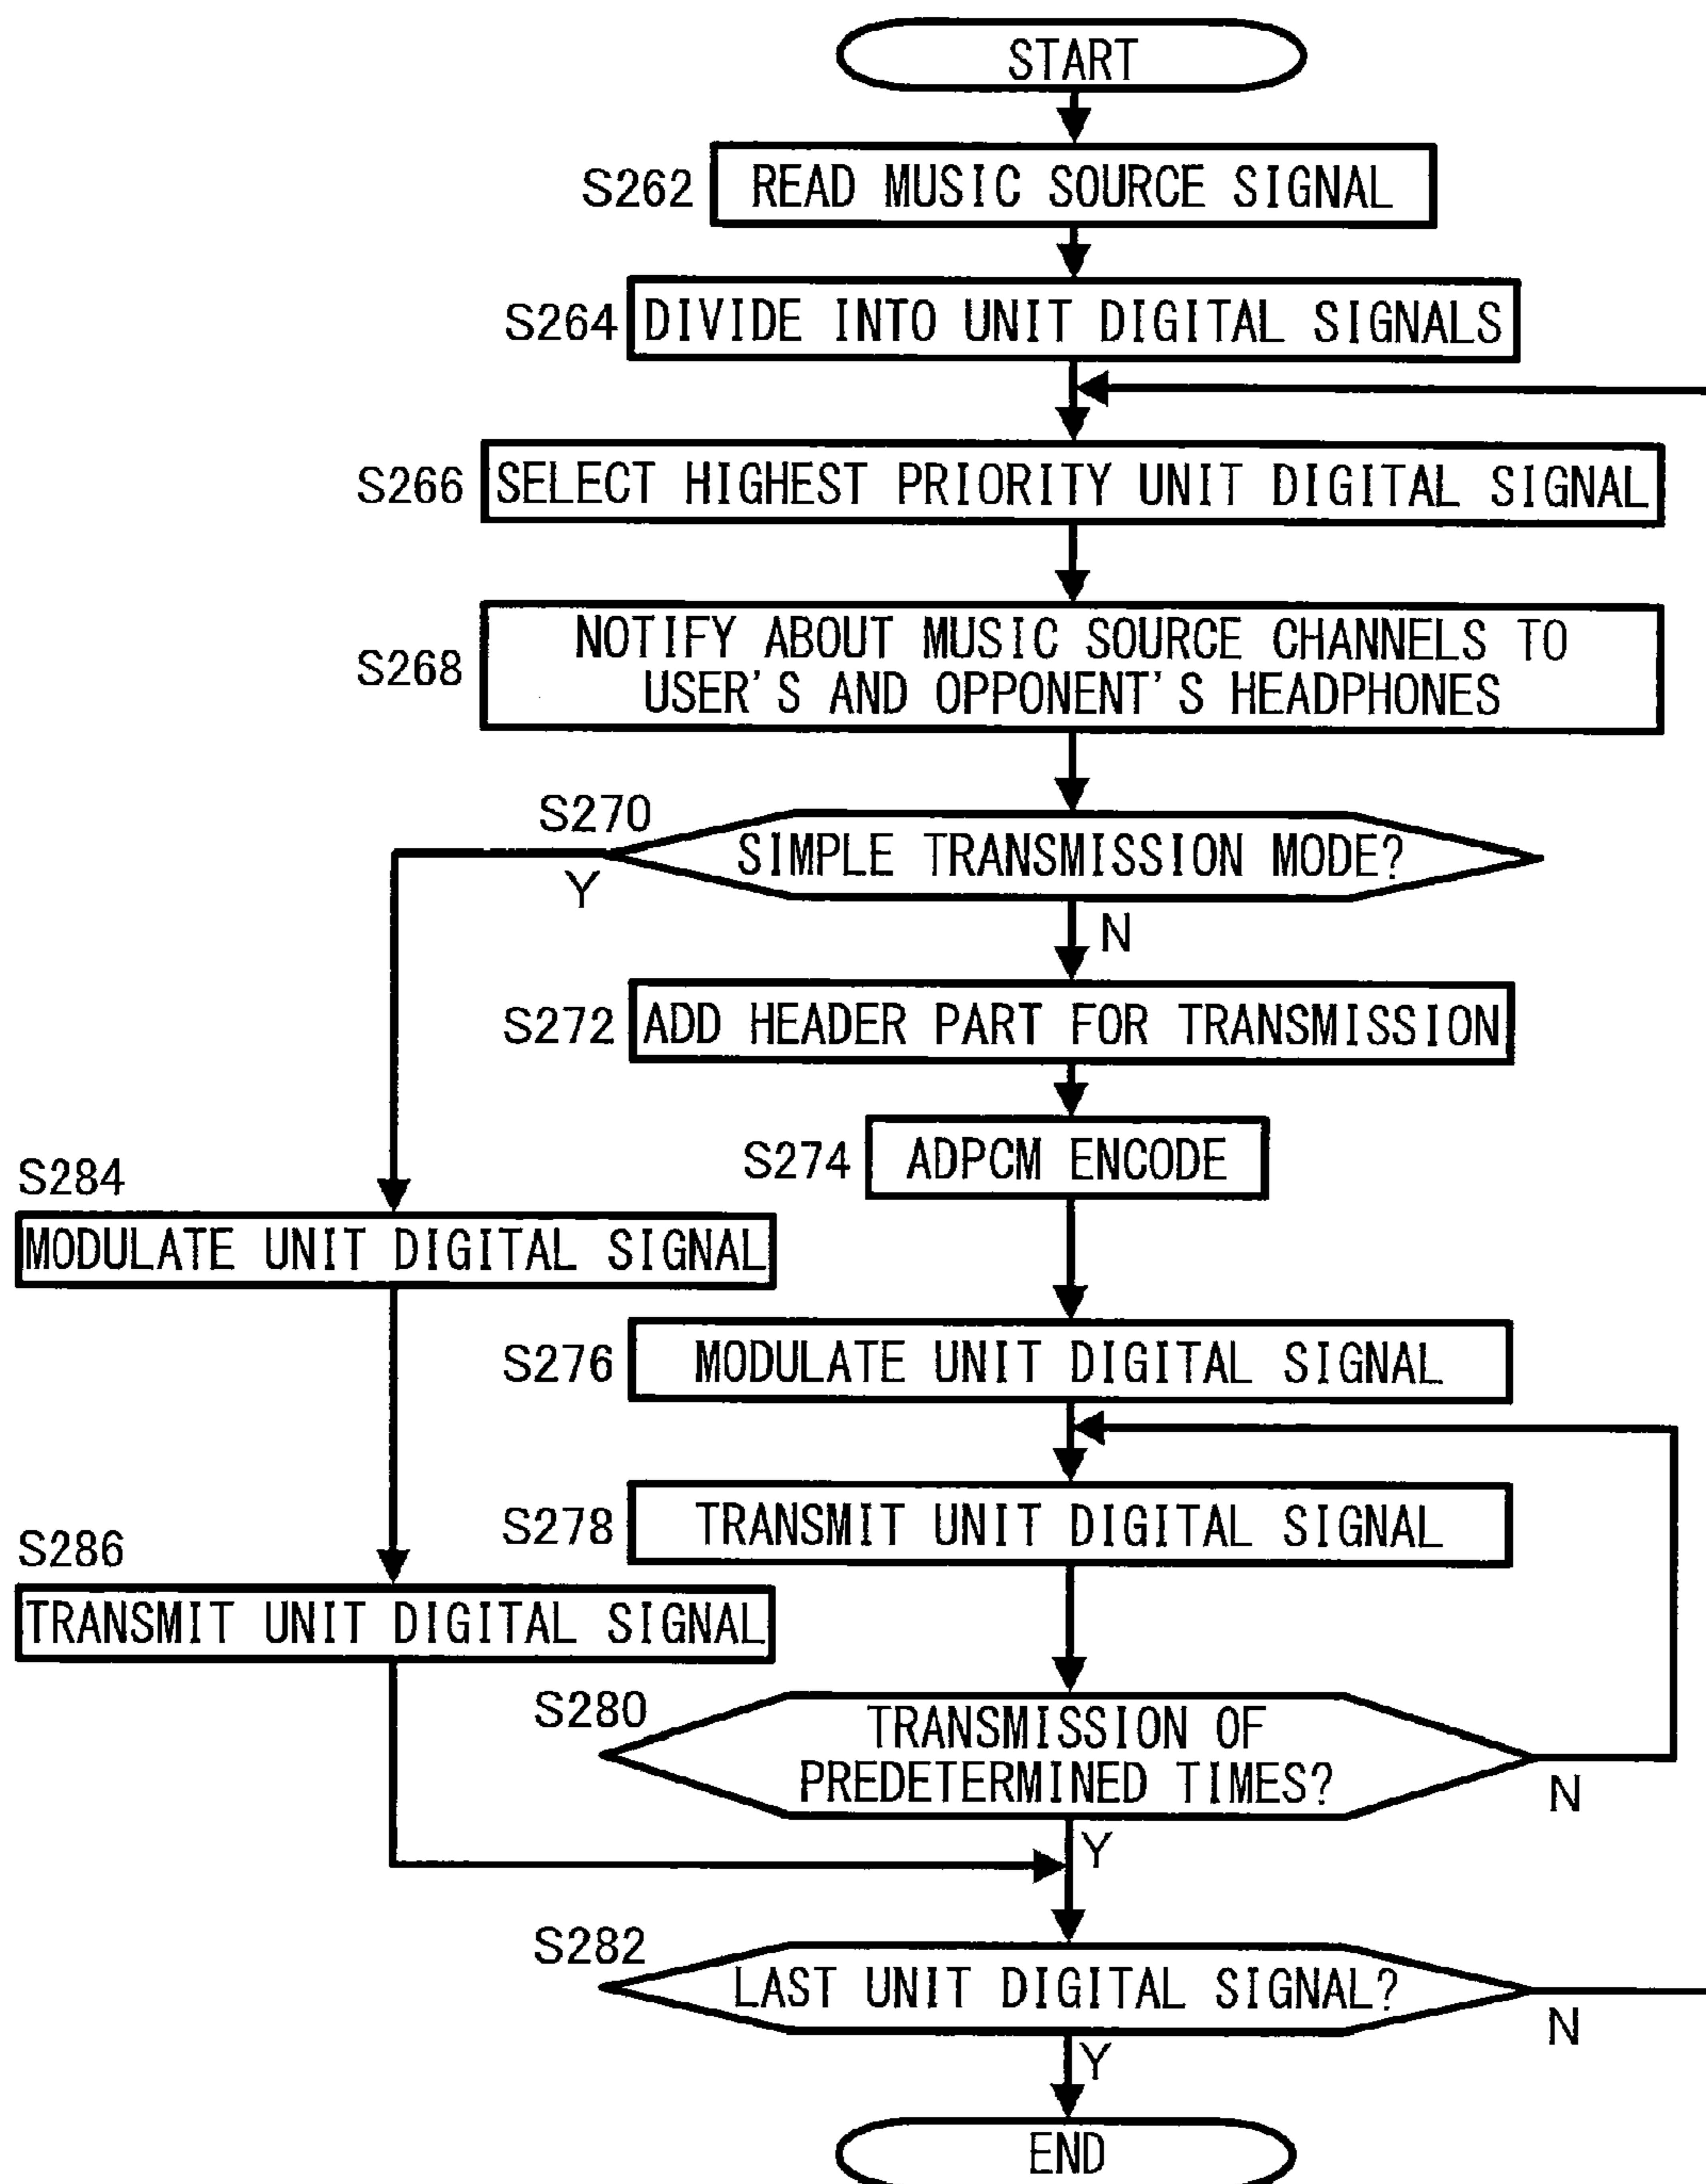 START
S262 READ MUSIC SOURCE SIGNAL
S264 DIVIDE INTO UNIT DIGITAL SIGNALS
S266 SELECT HIGHEST PRIORITY UNIT DIGITAL SIGNAL
S268 NOTIFY ABOUT MUSIC SOURCE CHANNELS TO
USER'S AND OPPONENT'S HEADPHONES
S270
SIMPLE TRANSMISSION MODE?
Y
N
S272 ADD HEADER PART FOR TRANSMISSION
S274 ADPCM ENCODE
S284
MODULATE UNIT DIGITAL SIGNAL
S276 MODULATE UNIT DIGITAL SIGNAL
S278 TRANSMIT UNIT DIGITAL SIGNAL
S286
TRANSMIT UNIT DIGITAL SIGNAL
S280
TRANSMISSION OF
PREDETERMINED TIMES?
N
Y
S282
LAST UNIT DIGITAL SIGNAL?
N
Y
END